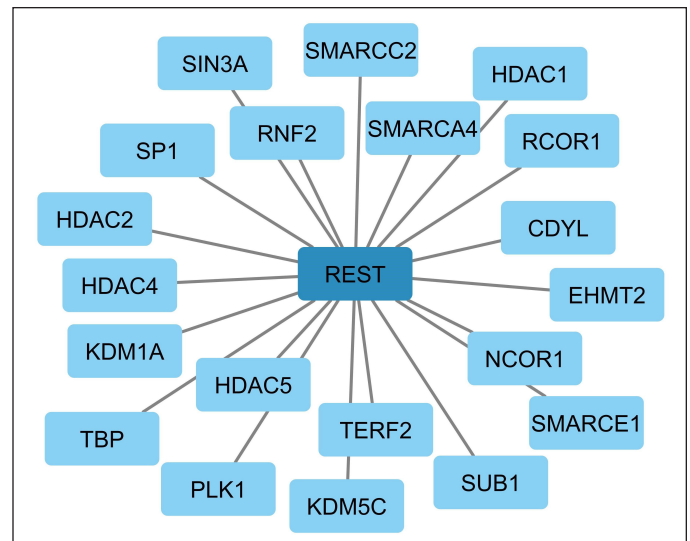 SMARCC2
SIN3A
HDAC1
RNF2
SMARCA4
SP1
RCOR1
HDAC2
CDYL
REST
HDAC4
EHMT2
KDM1A
NCOR1
HDAC5
SMARCE1
TBP
TERF2
PLK1
SUB1
KDM5C